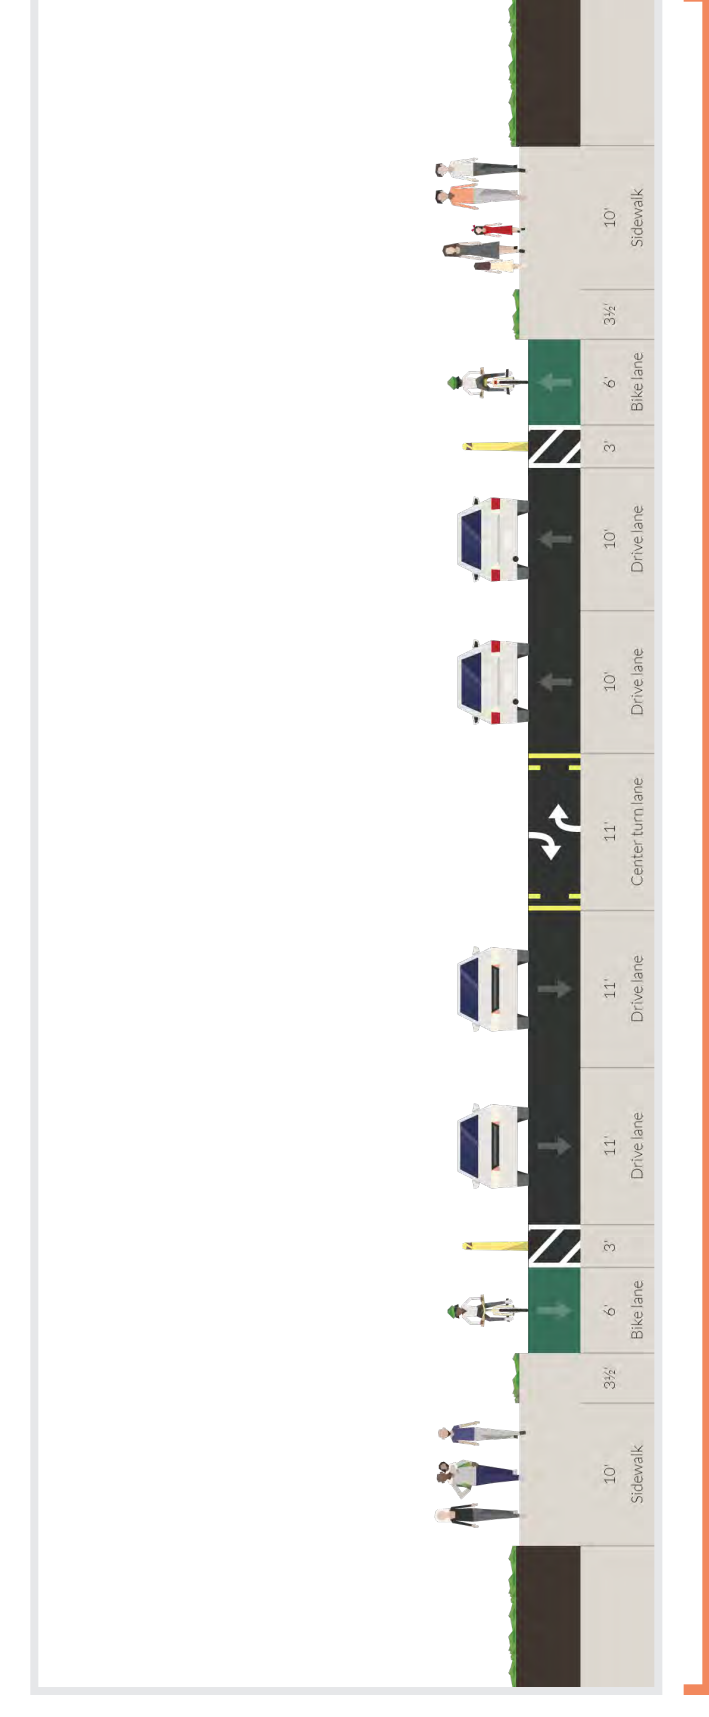 10'
Sidewalk
3½'
6'
Bike lane
3'
11'
Drive lane
11'
Drive lane
11'
Center turn lane
10'
Drive lane
10'
Drive lane
3'
6'
Bike lane
3½'
10'
Sidewalk